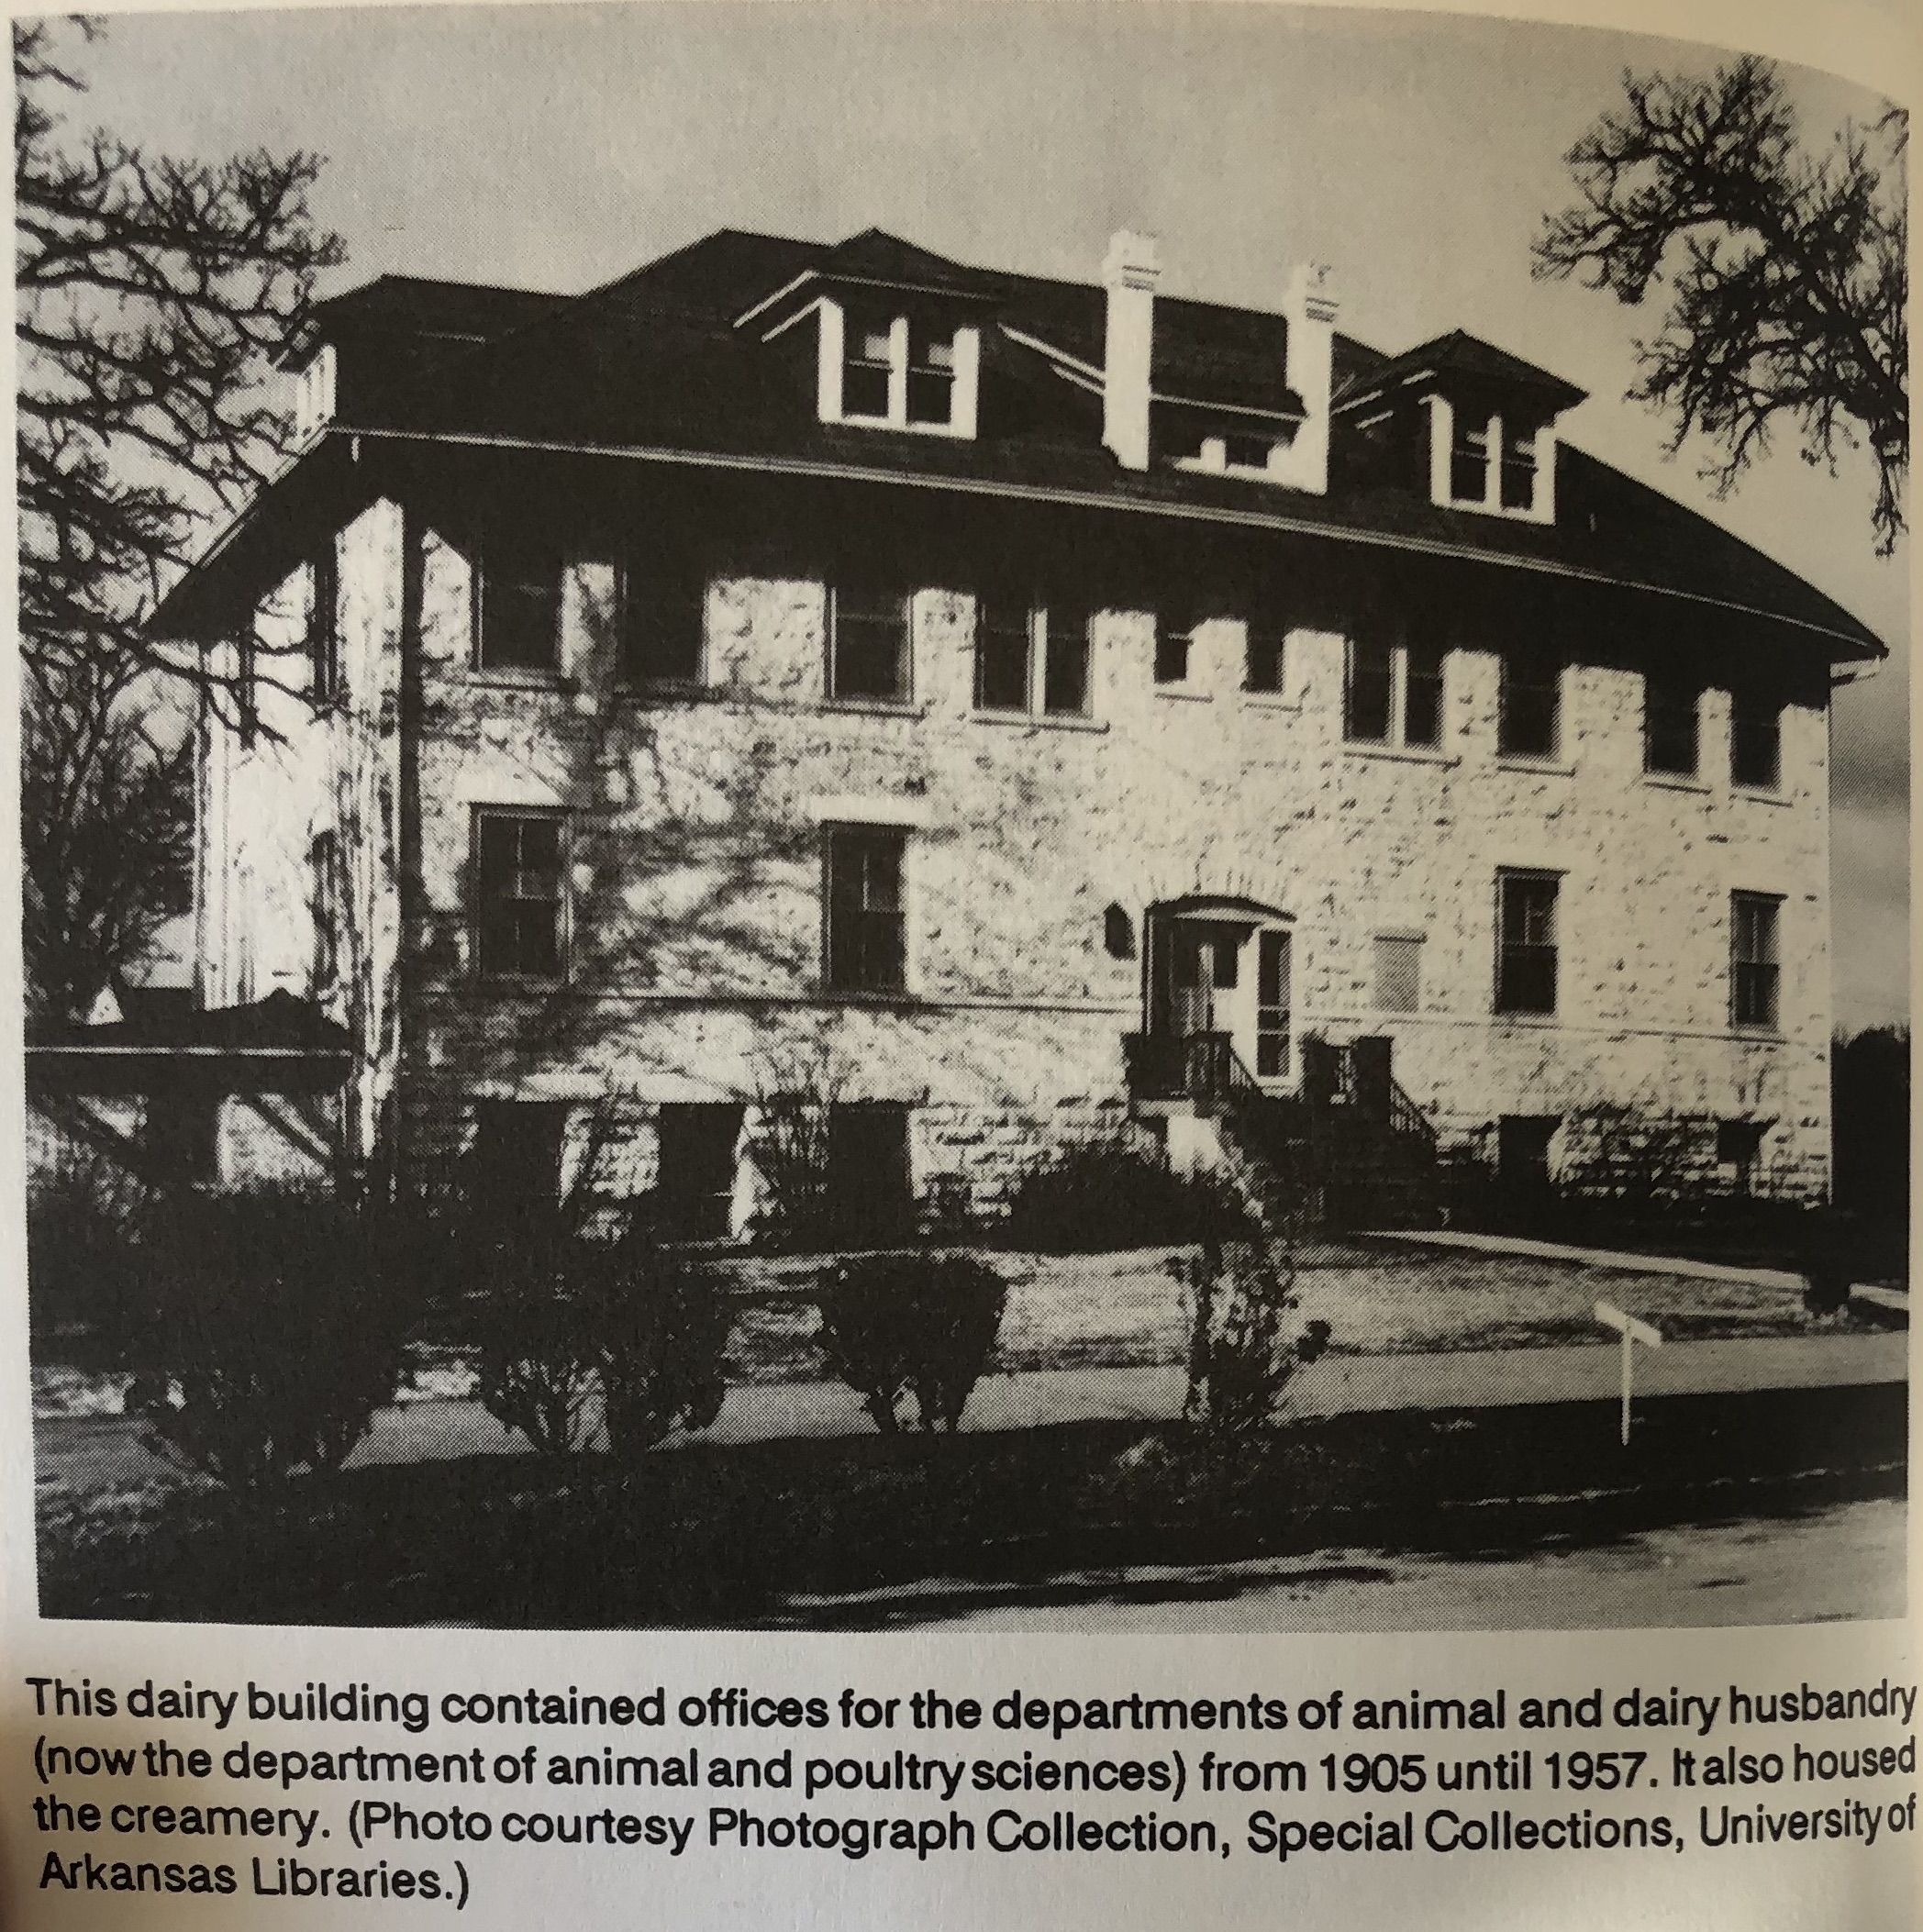 This dairy building contained offices for the departments of animal and dairy husbandry
(now the department of animal and poultry sciences) from 1905 until 1957. It also housed
the creamery. (Photo courtesy Photograph Collection, Special Collections, University of
Arkansas Libraries.)